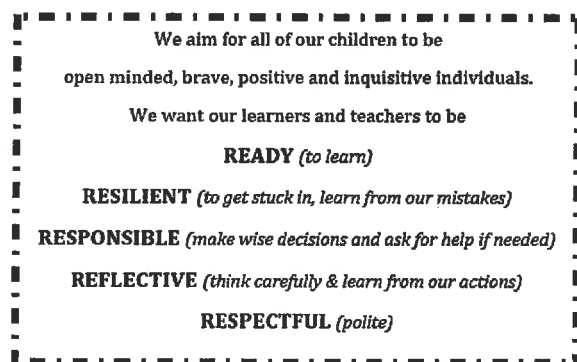 We aim for all of our children to be
open minded, brave, positive and inquisitive individuals.
We want our learners and teachers to be
READY (to learn)
RESILIENT (to get stuck in, learn from our mistakes)
RESPONSIBLE (make wise decisions and ask for help if needed)
REFLECTIVE (think carefully & learn from our actions)
RESPECTFUL (polite)